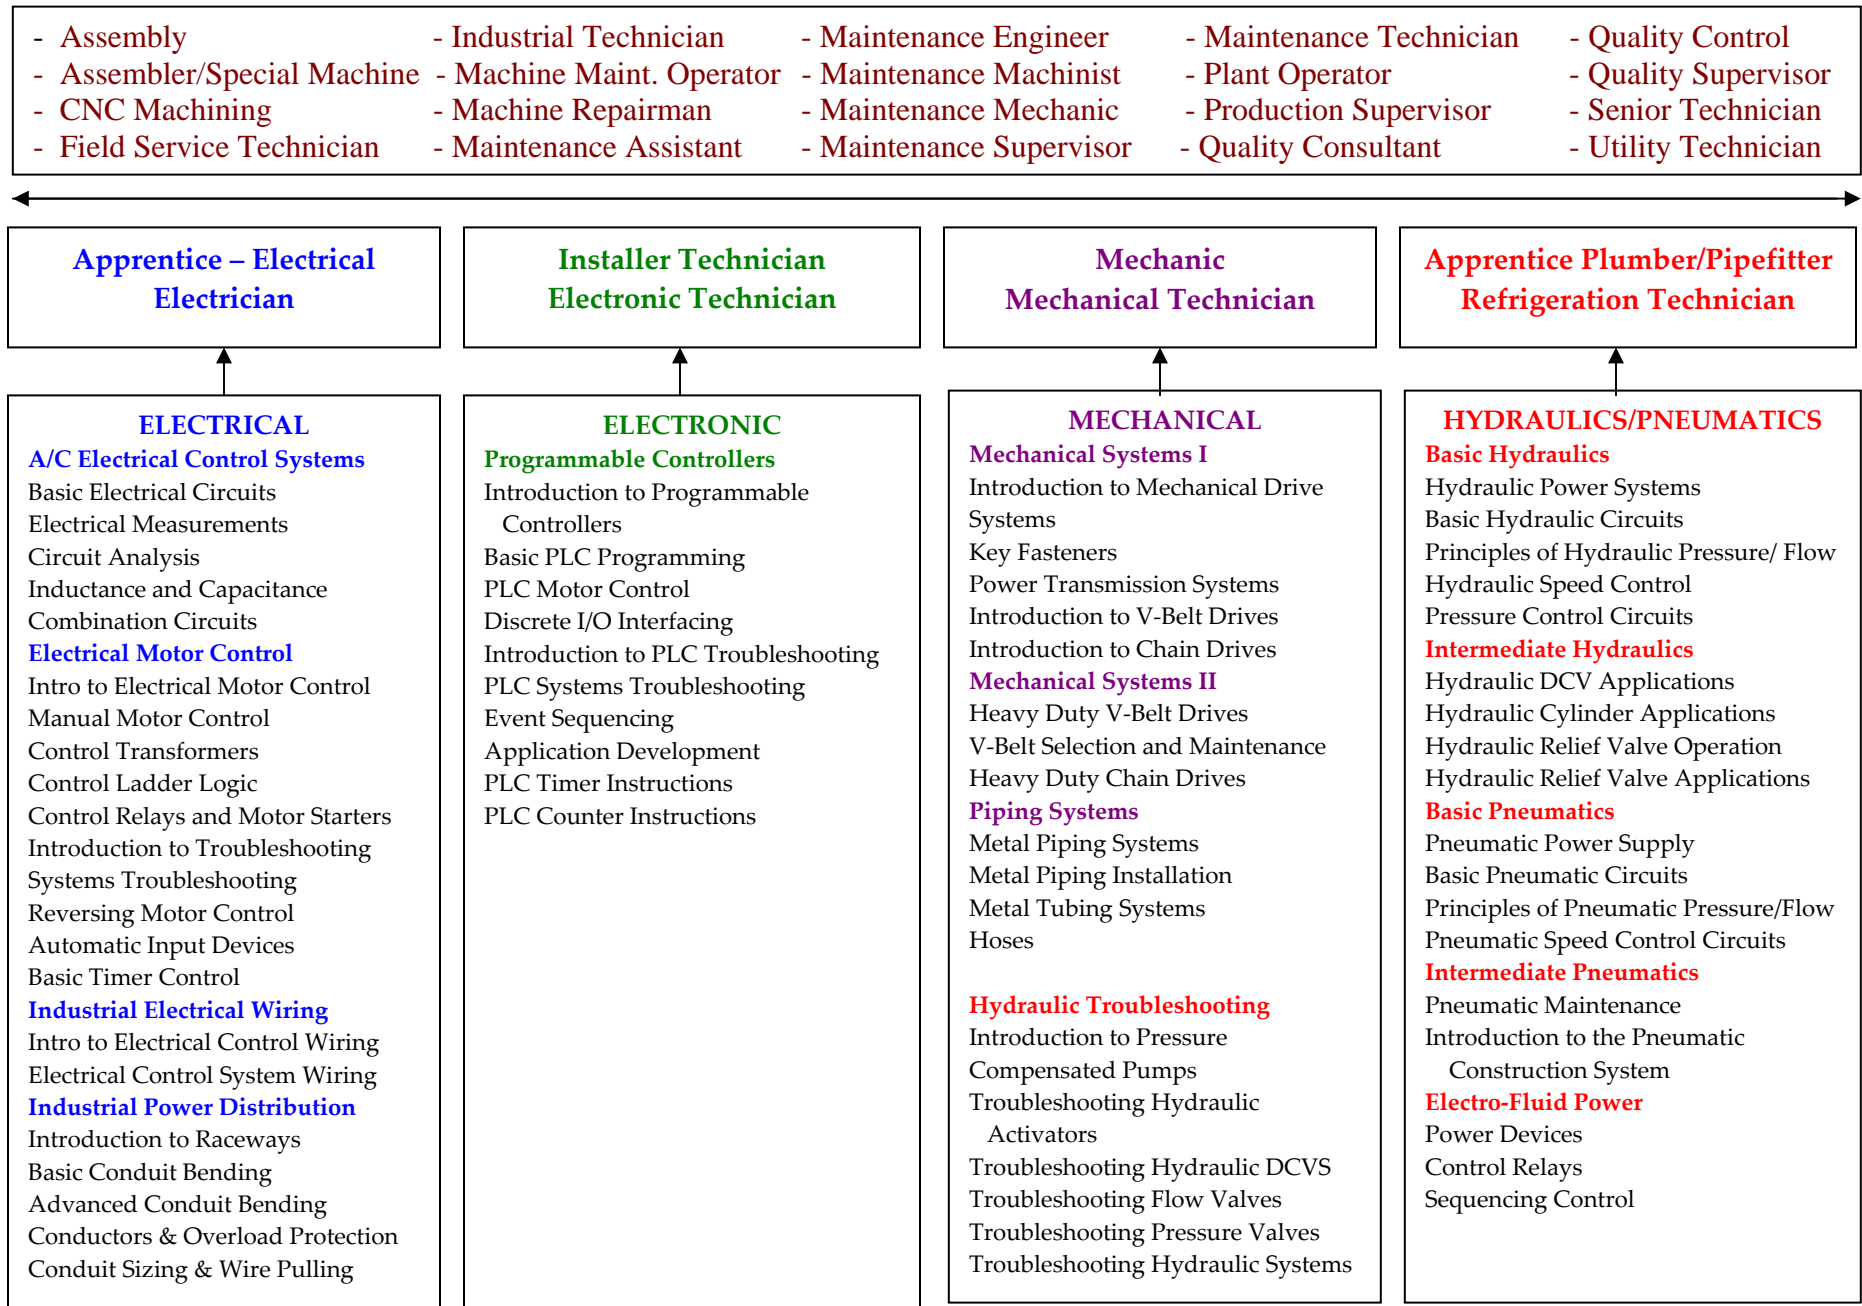 - Assembly - Industrial Technician - Maintenance Engineer - Maintenance Technician - Quality Control
- Assembler/Special Machine - Machine Maint. Operator - Maintenance Machinist - Plant Operator - Quality Supervisor
- CNC Machining - Machine Repairman - Maintenance Mechanic - Production Supervisor - Senior Technician
- Field Service Technician - Maintenance Assistant - Maintenance Supervisor - Quality Consultant - Utility Technician
Apprentice – Electrical
Electrician
Installer Technician
Electronic Technician
Mechanic
Mechanical Technician
Apprentice Plumber/Pipefitter
Refrigeration Technician
ELECTRICAL
A/C Electrical Control Systems
Basic Electrical Circuits
Electrical Measurements
Circuit Analysis
Inductance and Capacitance
Combination Circuits
Electrical Motor Control
Intro to Electrical Motor Control
Manual Motor Control
Control Transformers
Control Ladder Logic
Control Relays and Motor Starters
Introduction to Troubleshooting
Systems Troubleshooting
Reversing Motor Control
Automatic Input Devices
Basic Timer Control
Industrial Electrical Wiring
Intro to Electrical Control Wiring
Electrical Control System Wiring
Industrial Power Distribution
Introduction to Raceways
Basic Conduit Bending
Advanced Conduit Bending
Conductors & Overload Protection
Conduit Sizing & Wire Pulling
ELECTRONIC
Programmable Controllers
Introduction to Programmable
Controllers
Basic PLC Programming
PLC Motor Control
Discrete I/O Interfacing
Introduction to PLC Troubleshooting
PLC Systems Troubleshooting
Event Sequencing
Application Development
PLC Timer Instructions
PLC Counter Instructions
MECHANICAL
Mechanical Systems I
Introduction to Mechanical Drive
Systems
Key Fasteners
Power Transmission Systems
Introduction to V-Belt Drives
Introduction to Chain Drives
Mechanical Systems II
Heavy Duty V-Belt Drives
V-Belt Selection and Maintenance
Heavy Duty Chain Drives
Piping Systems
Metal Piping Systems
Metal Piping Installation
Metal Tubing Systems
Hoses
Hydraulic Troubleshooting
Introduction to Pressure
Compensated Pumps
Troubleshooting Hydraulic
Activators
Troubleshooting Hydraulic DCVS
Troubleshooting Flow Valves
Troubleshooting Pressure Valves
Troubleshooting Hydraulic Systems
HYDRAULICS/PNEUMATICS
Basic Hydraulics
Hydraulic Power Systems
Basic Hydraulic Circuits
Principles of Hydraulic Pressure/ Flow
Hydraulic Speed Control
Pressure Control Circuits
Intermediate Hydraulics
Hydraulic DCV Applications
Hydraulic Cylinder Applications
Hydraulic Relief Valve Operation
Hydraulic Relief Valve Applications
Basic Pneumatics
Pneumatic Power Supply
Basic Pneumatic Circuits
Principles of Pneumatic Pressure/Flow
Pneumatic Speed Control Circuits
Intermediate Pneumatics
Pneumatic Maintenance
Introduction to the Pneumatic
Construction System
Electro-Fluid Power
Power Devices
Control Relays
Sequencing Control